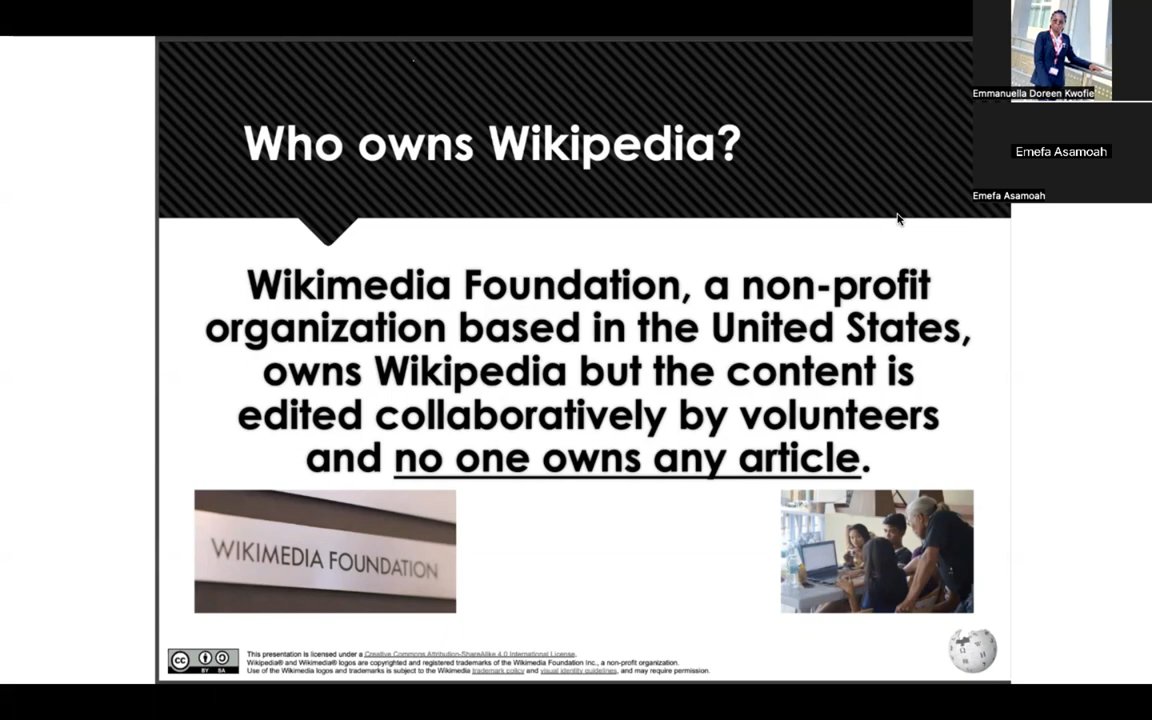 Who owns Wikipedia?
Emmanuella Doreen Kwofie
Emefa Asamoah
Emefa Asamoah
Wikimedia Foundation, a non-profit
organization based in the United States,
owns Wikipedia but the content is
edited collaboratively by volunteers
and no one owns any article.
WIKIMEDIA FOUNDATION
This presentation is licensed under a Creative Commons Attribution-ShareAlike 4.0 International License.
Wikipedia® and Wikimedia® logos are copyrighted and registered trademarks of the Wikimedia Foundation Inc., a non-profit organization.
Use of the Wikimedia logos and trademarks is subject to the Wikimedia trademark policy and visual identity guidelines, and may require permission.
CC
BY SA